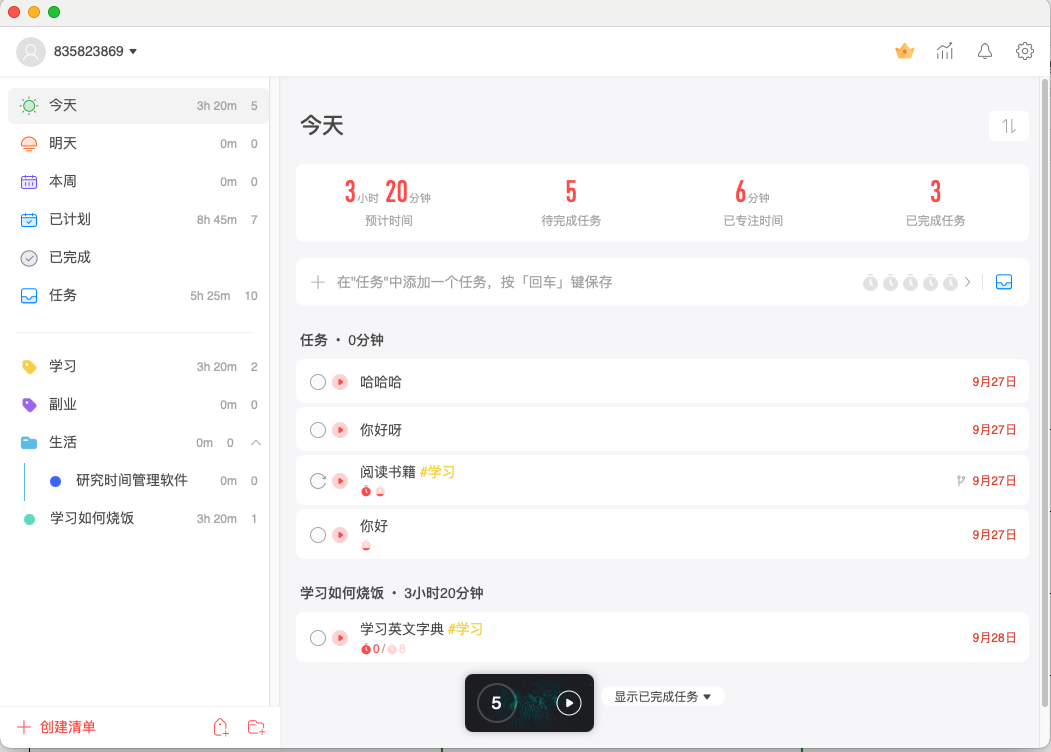 835823869
今天 3h 20m 5
明天 0m 0
本周 0m 0
已计划 8h 45m 7
已完成
任务 5h 25m 10
学习 3h 20m 2
副业 0m 0
生活 0m 0
研究时间管理软件 0m 0
学习如何烧饭 3h 20m 1
创建清单
今天
3小时20分钟
预计时间
5
待完成任务
6分钟
已专注时间
3
已完成任务
在"任务"中添加一个任务，按「回车」键保存
任务 · 0分钟
哈哈哈 9月27日
你好呀 9月27日
阅读书籍 #学习 9月27日
你好 9月27日
学习如何烧饭 · 3小时20分钟
学习英文字典 #学习 9月28日
0/8
5
显示已完成任务